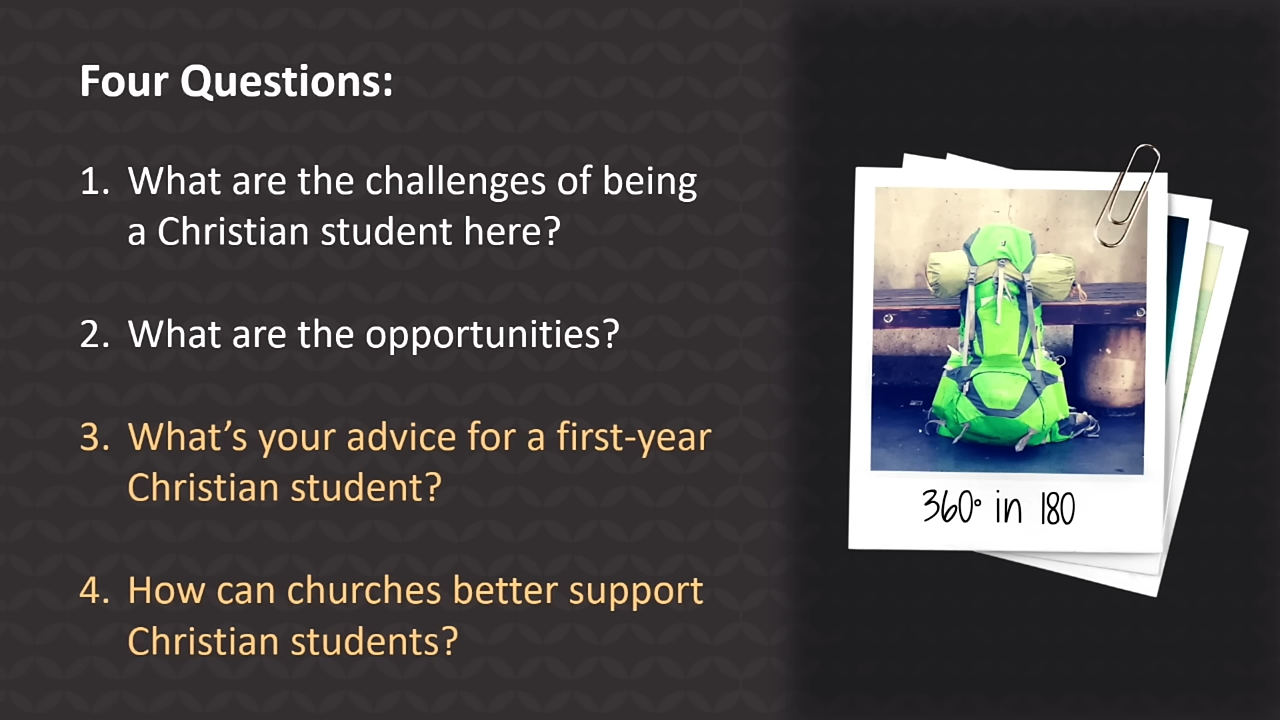 Four Questions:
1. What are the challenges of being
a Christian student here?
2. What are the opportunities?
3. What’s your advice for a first-year
Christian student?
4. How can churches better support
Christian students?
360° in 180